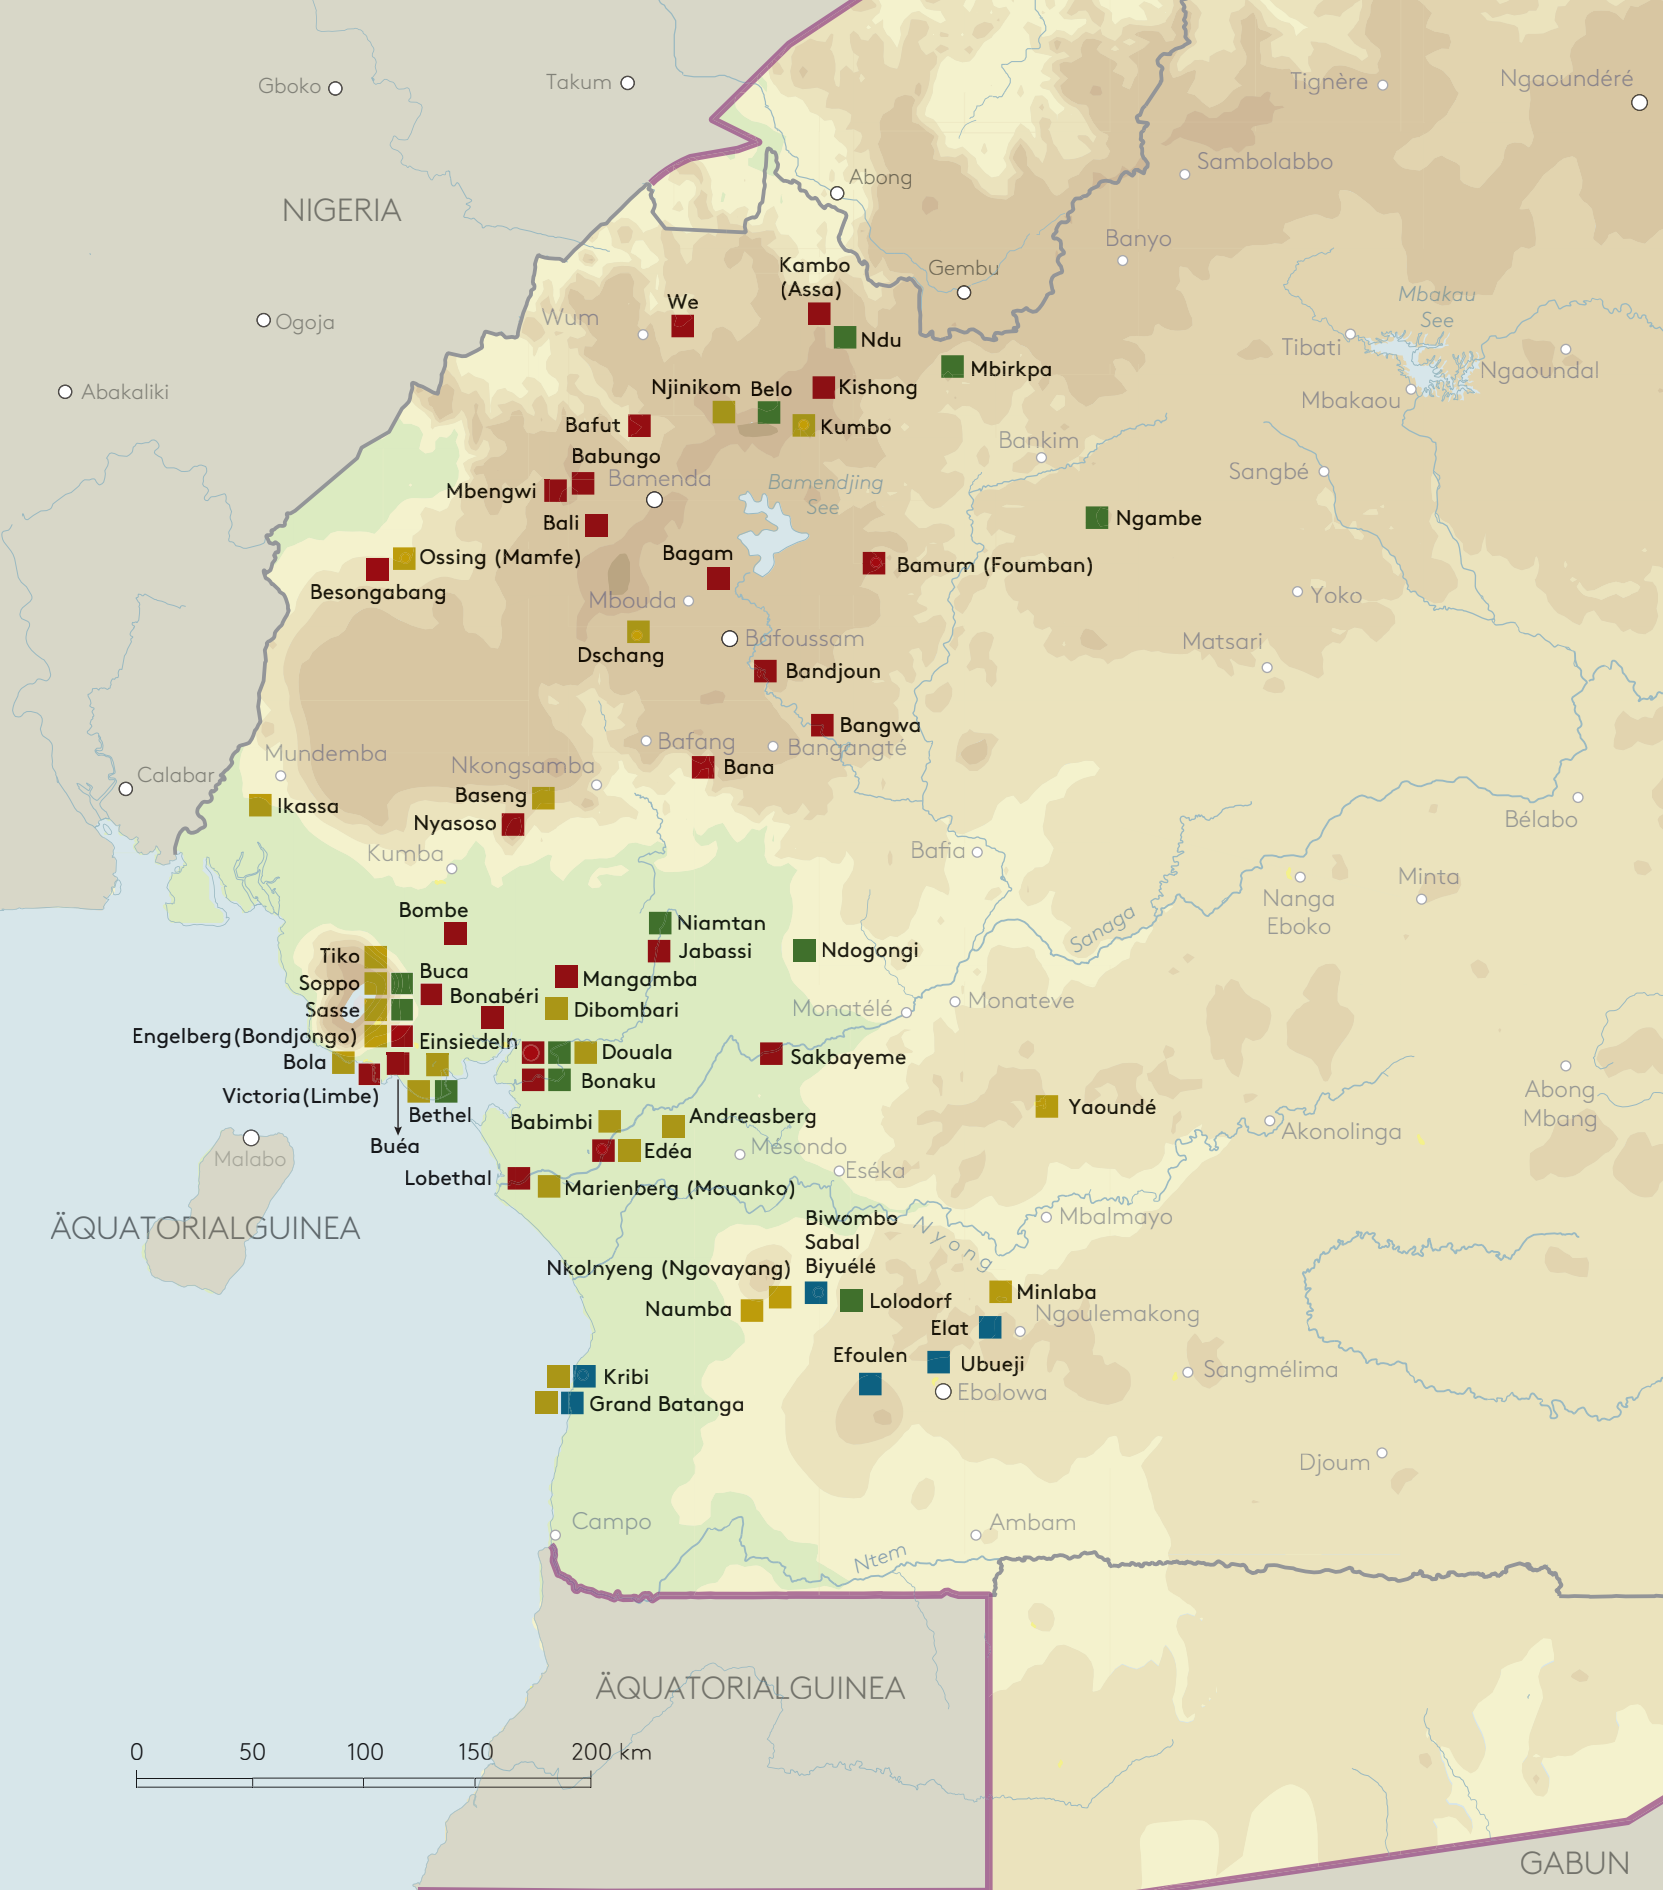 Gboko
Takum
Tignère
Ngaoundéré
Sambolabbo
Abong
NIGERIA
Banyo
Kambo
(Assa)
Gembu
We
Wum
Ndu
Mbakau
See
Tibati
Ogoja
Abakaliki
Mbirkpa
Ngaoundal
Njinikom
Belo
Kishong
Mbakaou
Bafut
Kumbo
Bankim
Babungo
Bamenda
Sangbé
Mbengwi
Bamendjing
See
Bali
Ngambe
Ossing (Mamfe)
Bagam
Bamum (Foumban)
Besongabang
Mbouda
Yoko
Dschang
Bafoussam
Matsari
Bandjoun
Bangwa
Mundemba
Bafang
Bangangté
Calabar
Nkongsamba
Bana
Ikassa
Baseng
Nyasoso
Bélabo
Kumba
Bafia
Minta
Nanga
Eboko
Bombe
Niamtan
Sanaga
Jabassi
Ndogongi
Tiko
Buca
Soppo
Mangamba
Bonabéri
Sasse
Dibombari
Monatélé
Monateve
Engelberg (Bondjongo)
Einsiedeln
Bola
Douala
Sakbayeme
Victoria (Limbe)
Bonaku
Bethel
Babimbi
Andreasberg
Yaoundé
Abong
Mbang
Akonolinga
Buéa
Edéa
Mésondo
Malabo
Eséka
Lobethal
Marienberg (Mouanko)
ÄQUATORIALGUINEA
Biwombo
Sabal
Biyuélé
Nyong
Mbalmayo
Nkolnyeng (Ngovayang)
Naumba
Lolodorf
Minlaba
Ngoulemakong
Elat
Efoulen
Ubueji
Kribi
Sangmélima
Grand Batanga
Ebolowa
Djoum
Campo
Ambam
Ntem
ÄQUATORIALGUINEA
0 50 100 150 200 km
GABUN